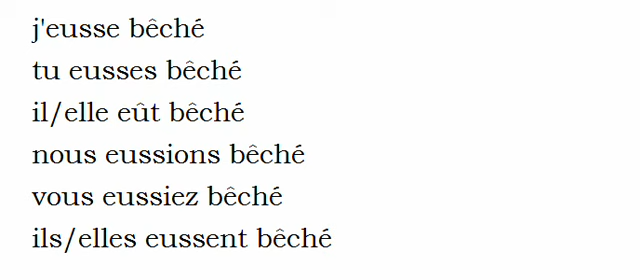 j'eusse bêché
tu eusses bêché
il/elle eût bêché
nous eussions bêché
vous eussiez bêché
ils/elles eussent bêché